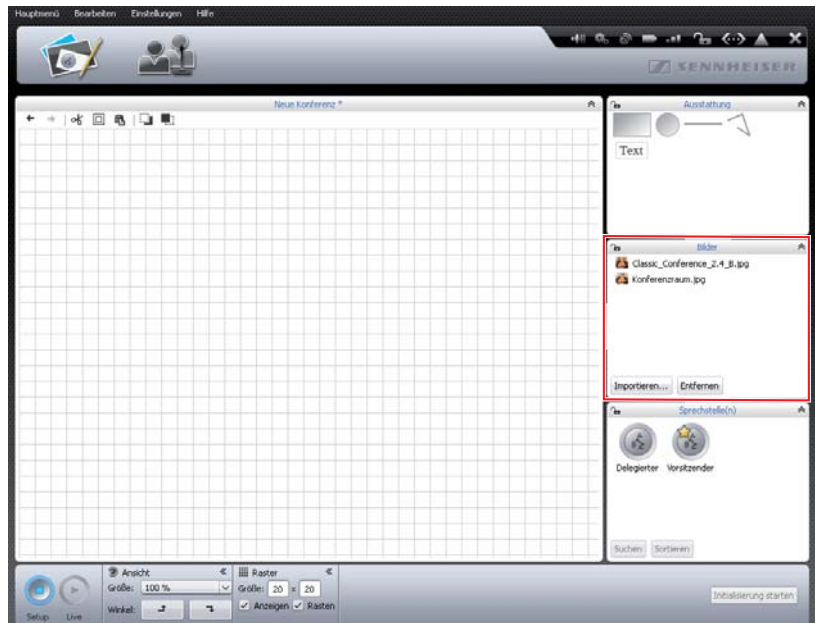 Hauptmenü Bearbeiten Einstellungen Hilfe
SENNHEISER
Neue Konferenz *
Ausstattung
Text
Bilder
Classic_Conference_2.4_B.jpg
Konferenzraum.jpg
Importieren... Entfernen
Sprechstelle(n)
Delegierter Vorsitzender
Suchen Sortieren
Ansicht
Größe: 100 %
Winkel:
Raster
Größe: 20 x 20
Anzeigen Rasten
Setup Live
Initialisierung starten